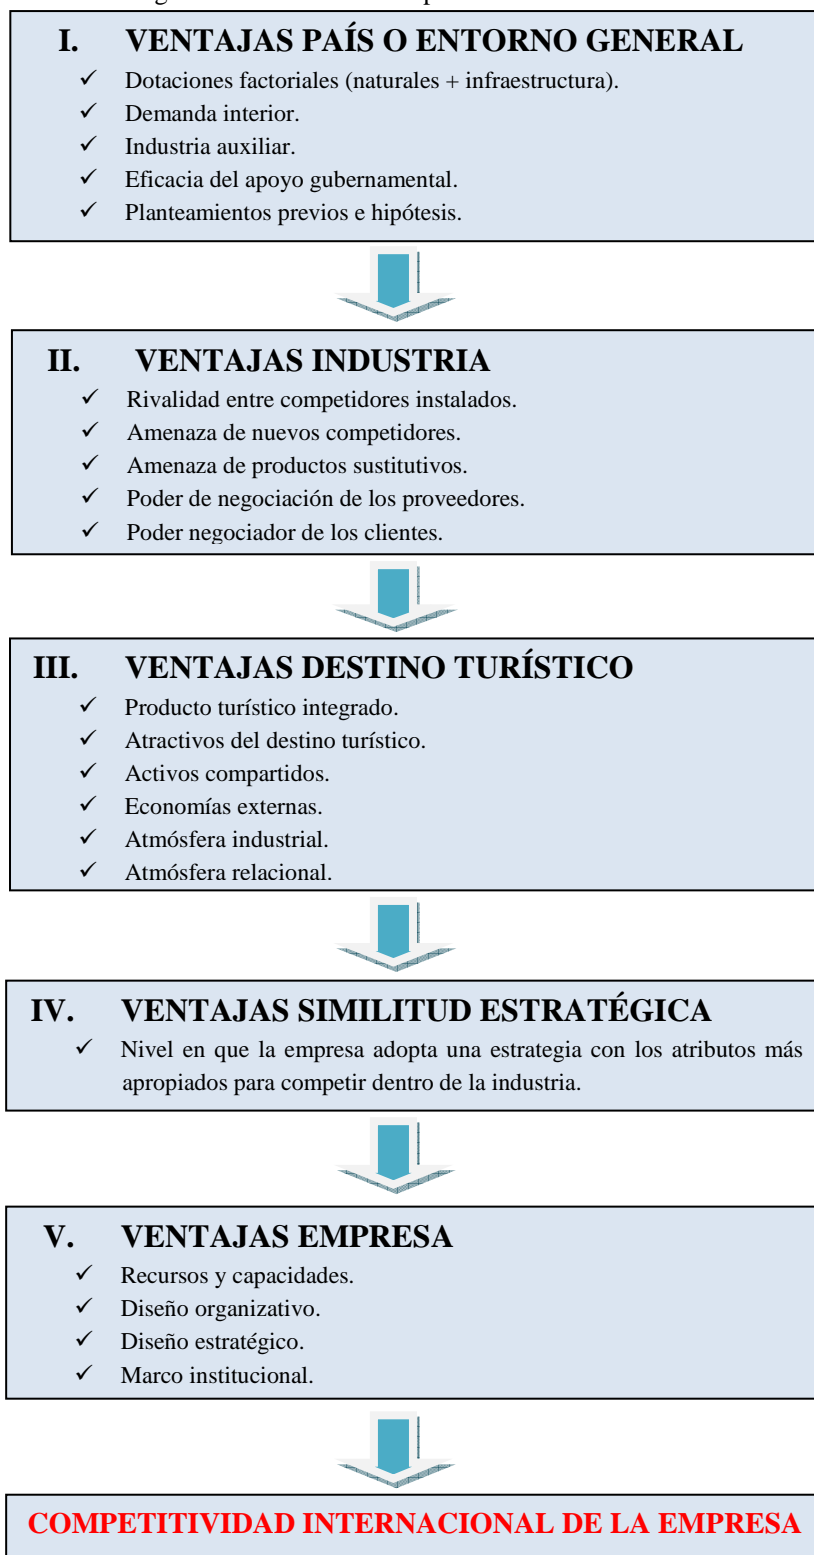 I. VENTAJAS PAÍS O ENTORNO GENERAL
✓ Dotaciones factoriales (naturales + infraestructura).
✓ Demanda interior.
✓ Industria auxiliar.
✓ Eficacia del apoyo gubernamental.
✓ Planteamientos previos e hipótesis.
II. VENTAJAS INDUSTRIA
✓ Rivalidad entre competidores instalados.
✓ Amenaza de nuevos competidores.
✓ Amenaza de productos sustitutivos.
✓ Poder de negociación de los proveedores.
✓ Poder negociador de los clientes.
III. VENTAJAS DESTINO TURÍSTICO
✓ Producto turístico integrado.
✓ Atractivos del destino turístico.
✓ Activos compartidos.
✓ Economías externas.
✓ Atmósfera industrial.
✓ Atmósfera relacional.
IV. VENTAJAS SIMILITUD ESTRATÉGICA
✓ Nivel en que la empresa adopta una estrategia con los atributos más
apropiados para competir dentro de la industria.
V. VENTAJAS EMPRESA
✓ Recursos y capacidades.
✓ Diseño organizativo.
✓ Diseño estratégico.
✓ Marco institucional.
COMPETITIVIDAD INTERNACIONAL DE LA EMPRESA